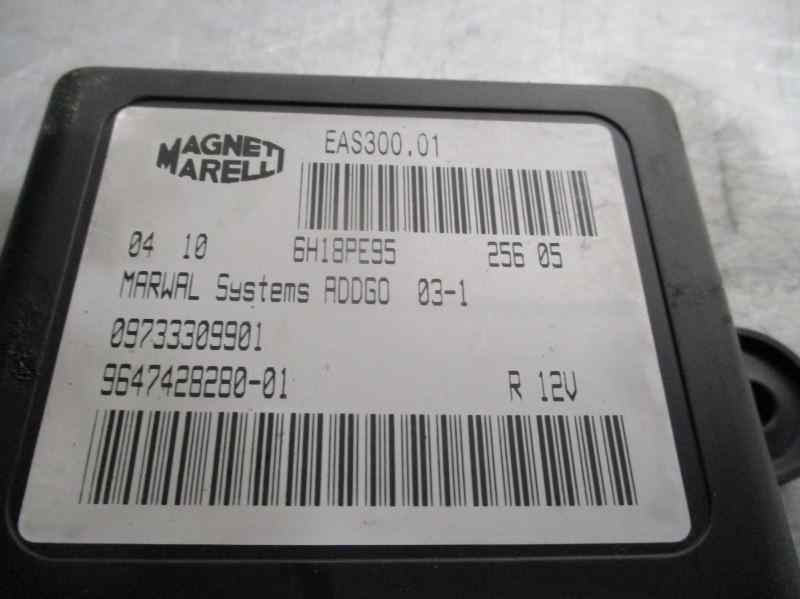 MAGNETI
MARELLI
EAS300.01
04 10 6H18PE95 256 05
MARWAL Systems ADDGO 03-1
09733309901
9647428280-01 R 12V